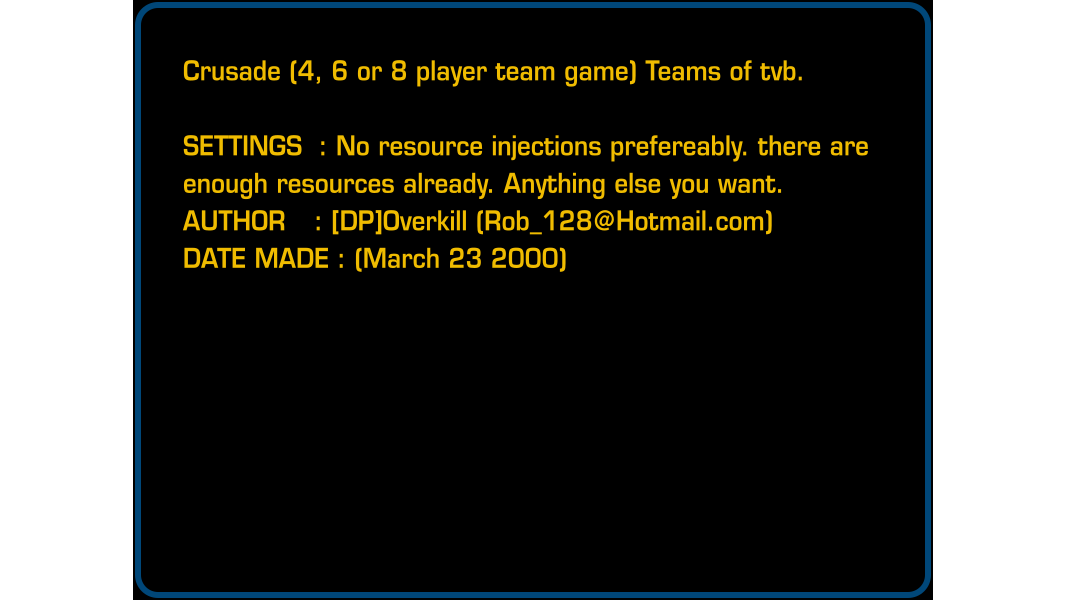 Crusade (4, 6 or 8 player team game) Teams of tvb.
SETTINGS  : No resource injections prefereably. there are
enough resources already. Anything else you want.
AUTHOR    : [DP]Overkill (Rob_128@Hotmail.com)
DATE MADE : (March 23 2000)